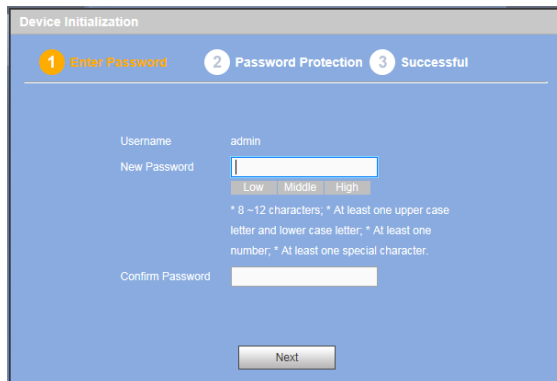 Device Initialization
1 Enter Password 2 Password Protection 3 Successful
Username admin
New Password
Low Middle High
* 8 ~12 characters; * At least one upper case
letter and lower case letter; * At least one
number; * At least one special character.
Confirm Password
Next